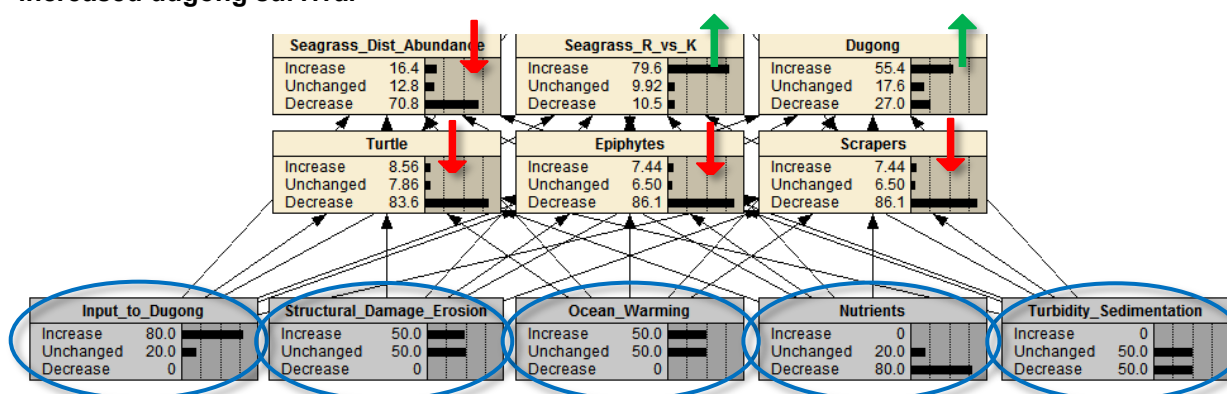 Increased dugong survival
Seagrass_Dist_Abundance
Increase 16.4
Unchanged 12.8
Decrease 70.8
Seagrass_R_vs_K
Increase 79.6
Unchanged 9.92
Decrease 10.5
Dugong
Increase 55.4
Unchanged 17.6
Decrease 27.0
Turtle
Increase 8.56
Unchanged 7.86
Decrease 83.6
Epiphytes
Increase 7.44
Unchanged 6.50
Decrease 86.1
Scrapers
Increase 7.44
Unchanged 6.50
Decrease 86.1
Input_to_Dugong
Increase 80.0
Unchanged 20.0
Decrease 0
Structural_Damage_Erosion
Increase 50.0
Unchanged 50.0
Decrease 0
Ocean_Warming
Increase 50.0
Unchanged 50.0
Decrease 0
Nutrients
Increase 0
Unchanged 20.0
Decrease 80.0
Turbidity_Sedimentation
Increase 0
Unchanged 50.0
Decrease 50.0